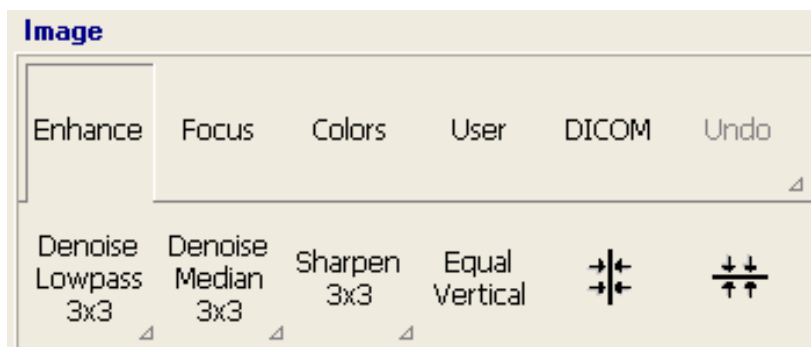 Image
Enhance Focus Colors User DICOM Undo
Denoise Lowpass 3x3
Denoise Median 3x3
Sharpen 3x3
Equal Vertical